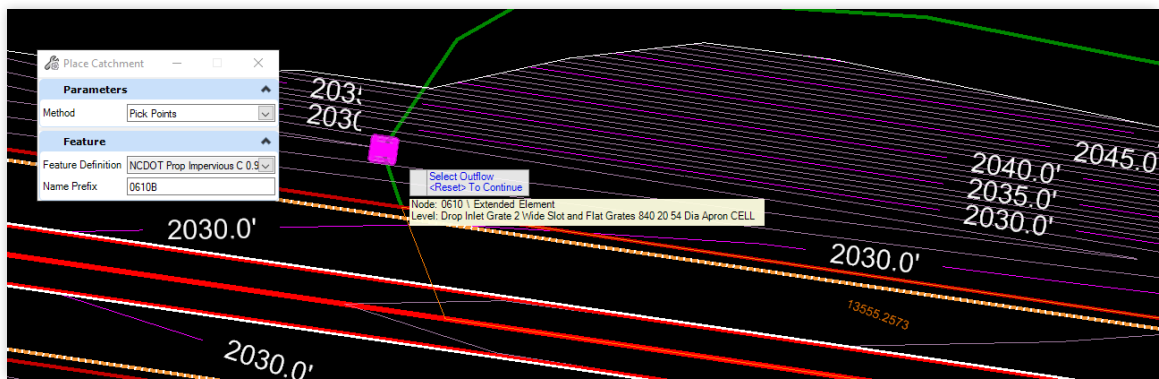 Place Catchment
Parameters
Method Pick Points
Feature
Feature Definition NCDOT Prop Impervious C 0.9
Name Prefix 0610B
203
203
Select Outflow
<Reset> To Continue
Node: 0610 \ Extended Element
Level: Drop Inlet Grate 2 Wide Slot and Flat Grates 840 20 54 Dia Apron CELL
2045.0'
2040.0'
2035.0'
2030.0'
2030.0'
2030.0'
13555.2573
2030.0'